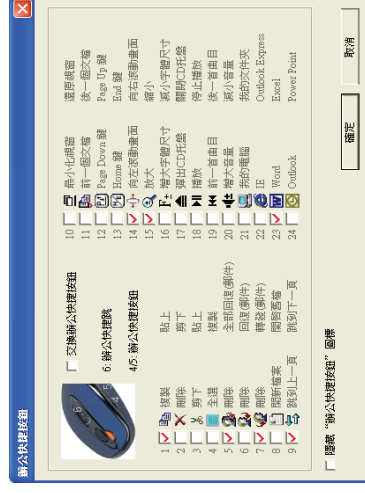 辦公快捷按鈕
交換辦公快捷跳
6: 辦公快捷跳
4/5: 辦公快捷按鈕
6
5
4
1 複製 貼上
2 刪除 剪下
3 剪下 貼上
4 全選 複製
5 刪除 全部回復(郵件)
6 刪除 回復(郵件)
7 刪除 轉發(郵件)
8 開新檔案 開啓舊檔
9 跳到上一頁 跳到下一頁
10 最小化視窗 還原視窗
11 前一個文檔 後一個文檔
12 Page Down 鍵 Page Up 鍵
13 Home 鍵 End 鍵
14 向左滾動畫面 向右滾動畫面
15 放大 縮小
16 增大字體尺寸 減小字體尺寸
17 彈出CD托盤 關閉CD托盤
18 播放 停止播放
19 前一首曲目 後一首曲目
20 增大音量 減小音量
21 我的電腦 我的文件夾
22 IE Outlook Express
23 Word Excel
24 Outlook Power Point
隱藏 "辦公快捷按鈕" 圖標
確定
取消